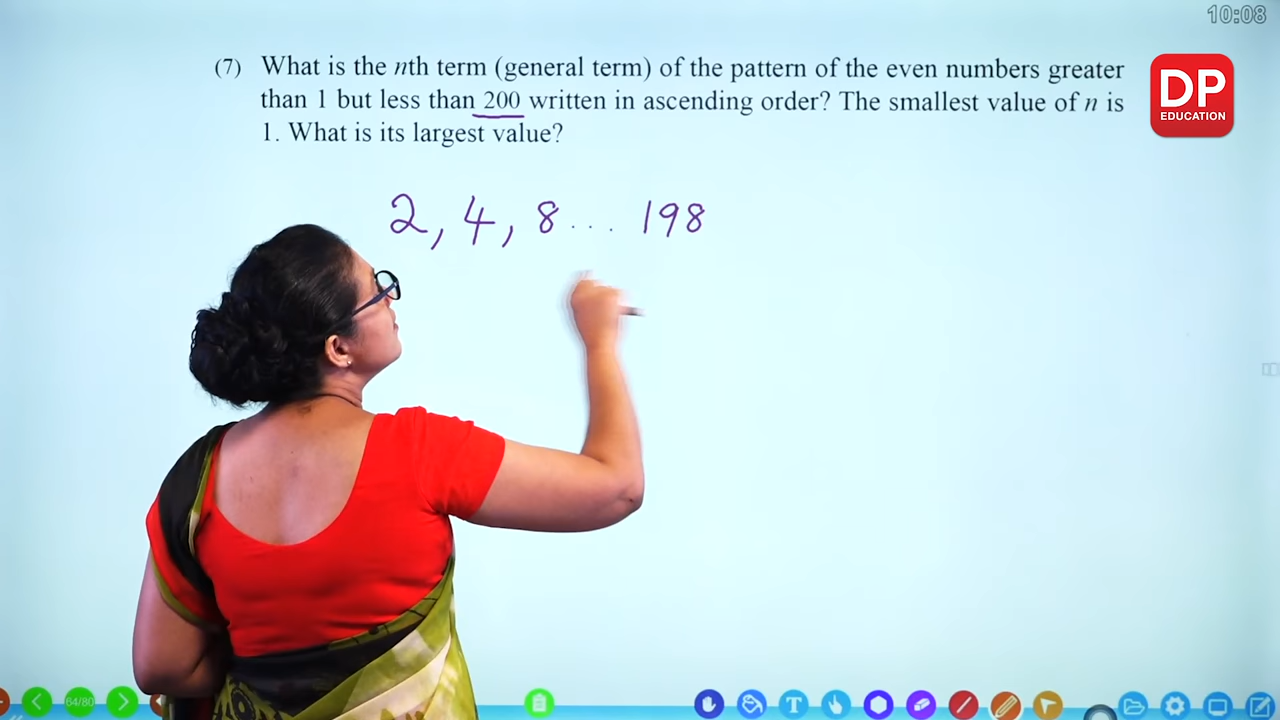 10:08
(7) What is the nth term (general term) of the pattern of the even numbers greater
than 1 but less than 200 written in ascending order? The smallest value of n is
1. What is its largest value?
DP
EDUCATION
2, 4, 8 ... 198
64/80
T